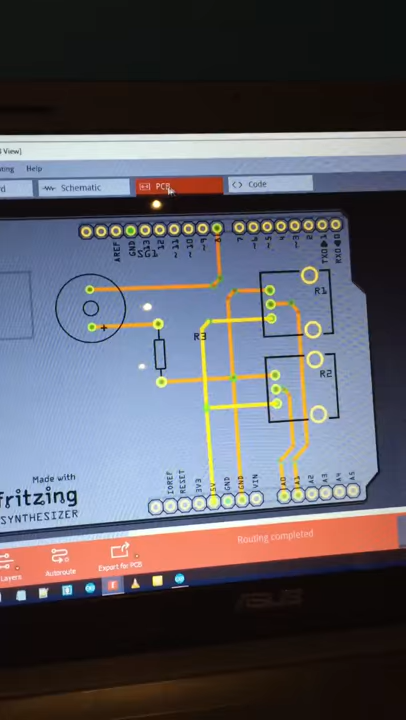 View)
Help
Schematic
PCB
Code
AREF
GND
13
12
~11
~10
~9
8
7
~6
~5
4
~3
2
TX0 1
RX0 0
R1
R3
R2
Made with
fritzing
SYNTHESIZER
IOREF
RESET
3V3
5V
GND
GND
VIN
A0
A1
A2
A3
A4
A5
Routing completed
Layers
Autoroute
Export for PCB
ASUS